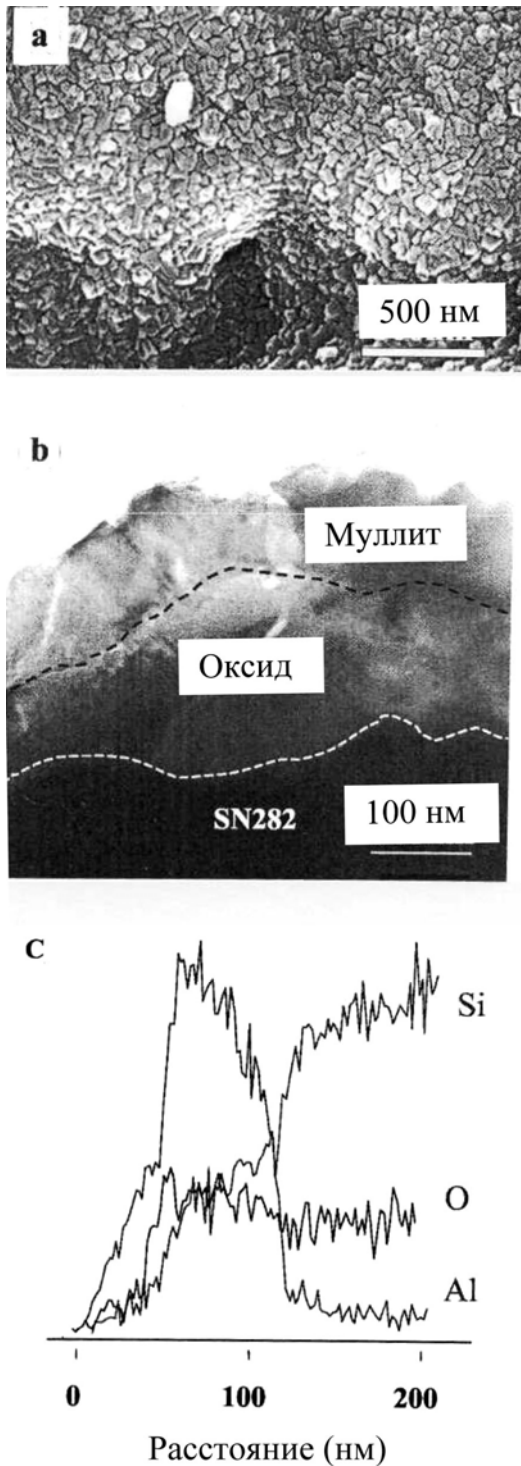 a
500 нм
b
Муллит
Оксид
SN282
100 нм
C
Si
O
Al
0 100 200
Расстояние (нм)